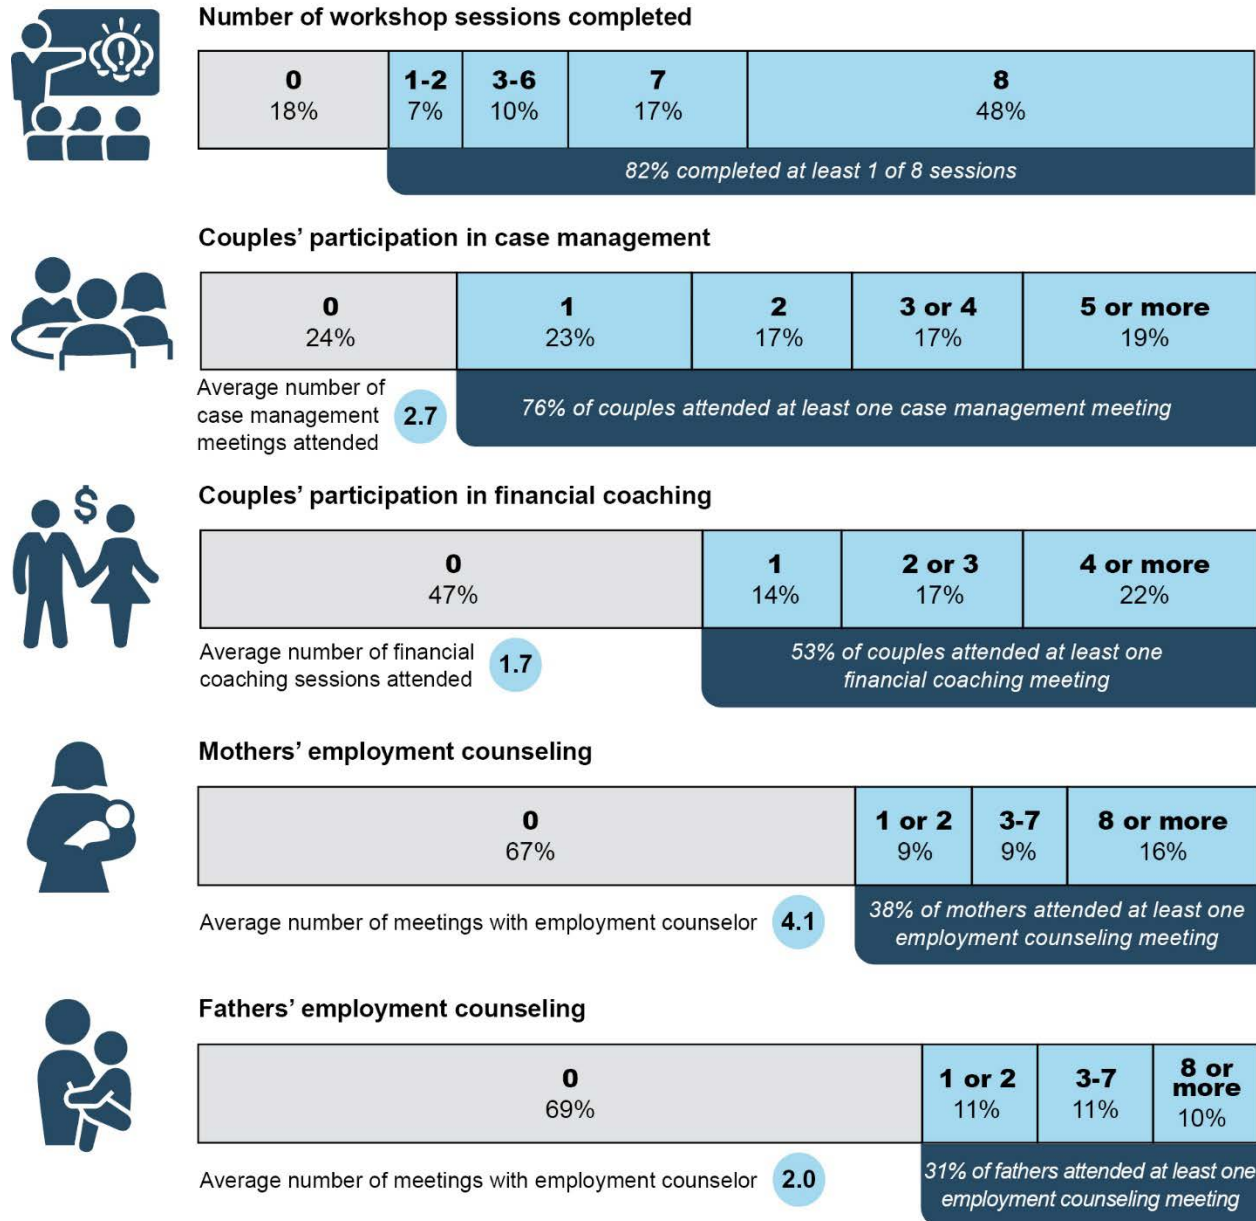 Number of workshop sessions completed
0 1-2 3-6 7 8
18% 7% 10% 17% 48%
82% completed at least 1 of 8 sessions
Couples’ participation in case management
0 1 2 3 or 4 5 or more
24% 23% 17% 17% 19%
Average number of
case management
meetings attended
2.7
76% of couples attended at least one case management meeting
$
Couples’ participation in financial coaching
0 1 2 or 3 4 or more
47% 14% 17% 22%
Average number of financial
coaching sessions attended
1.7
53% of couples attended at least one
financial coaching meeting
Mothers’ employment counseling
0 1 or 2 3-7 8 or more
67% 9% 9% 16%
Average number of meetings with employment counselor 4.1
38% of mothers attended at least one
employment counseling meeting
Fathers’ employment counseling
0 1 or 2 3-7 8 or
more
69% 11% 11% 10%
Average number of meetings with employment counselor 2.0
31% of fathers attended at least one
employment counseling meeting